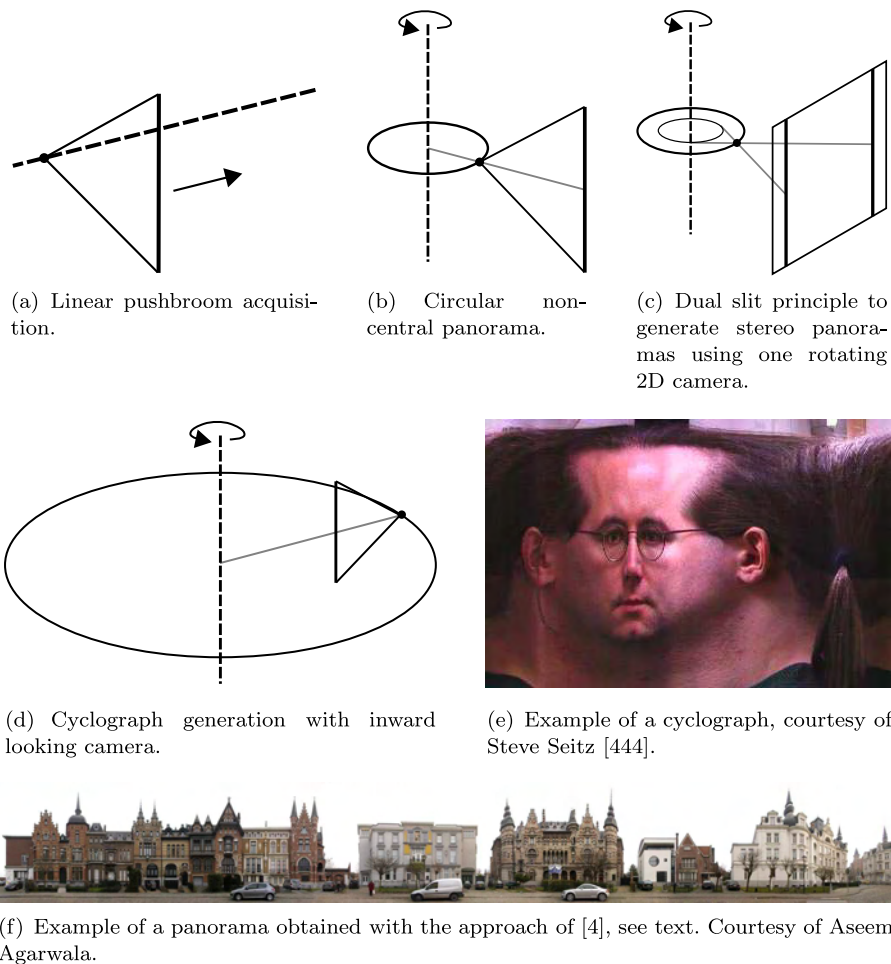 (a) Linear pushbroom acquisi-
tion.
(b) Circular non-
central panorama.
(c) Dual slit principle to
generate stereo panora-
mas using one rotating
2D camera.
(d) Cyclograph generation with inward
looking camera.
(e) Example of a cyclograph, courtesy of
Steve Seitz [444].
(f) Example of a panorama obtained with the approach of [4], see text. Courtesy of Aseem
Agarwala.